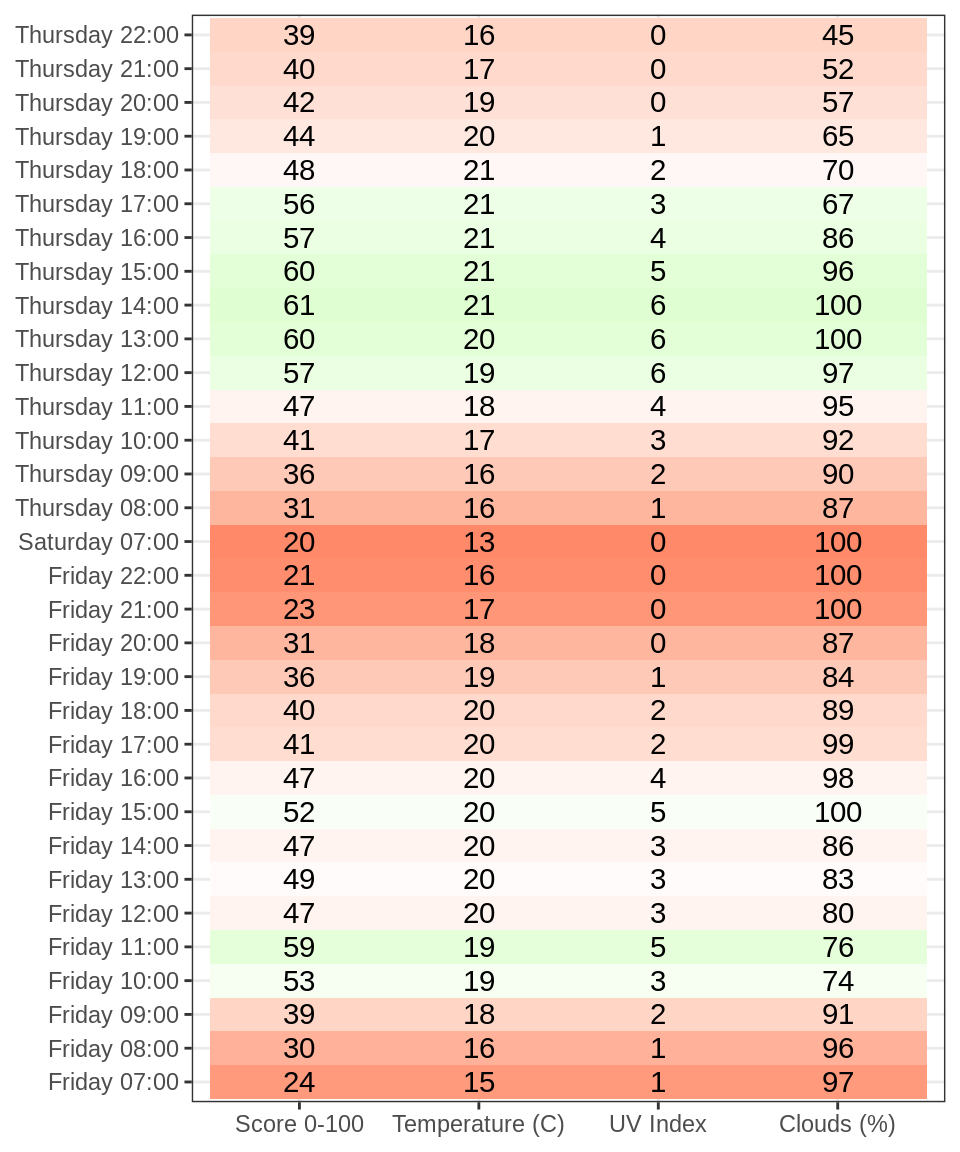 Thursday 22:00 39 16 0 45
Thursday 21:00 40 17 0 52
Thursday 20:00 42 19 0 57
Thursday 19:00 44 20 1 65
Thursday 18:00 48 21 2 70
Thursday 17:00 56 21 3 67
Thursday 16:00 57 21 4 86
Thursday 15:00 60 21 5 96
Thursday 14:00 61 21 6 100
Thursday 13:00 60 20 6 100
Thursday 12:00 57 19 6 97
Thursday 11:00 47 18 4 95
Thursday 10:00 41 17 3 92
Thursday 09:00 36 16 2 90
Thursday 08:00 31 16 1 87
Saturday 07:00 20 13 0 100
Friday 22:00 21 16 0 100
Friday 21:00 23 17 0 100
Friday 20:00 31 18 0 87
Friday 19:00 36 19 1 84
Friday 18:00 40 20 2 89
Friday 17:00 41 20 2 99
Friday 16:00 47 20 4 98
Friday 15:00 52 20 5 100
Friday 14:00 47 20 3 86
Friday 13:00 49 20 3 83
Friday 12:00 47 20 3 80
Friday 11:00 59 19 5 76
Friday 10:00 53 19 3 74
Friday 09:00 39 18 2 91
Friday 08:00 30 16 1 96
Friday 07:00 24 15 1 97
Score 0-100 Temperature (C) UV Index Clouds (%)